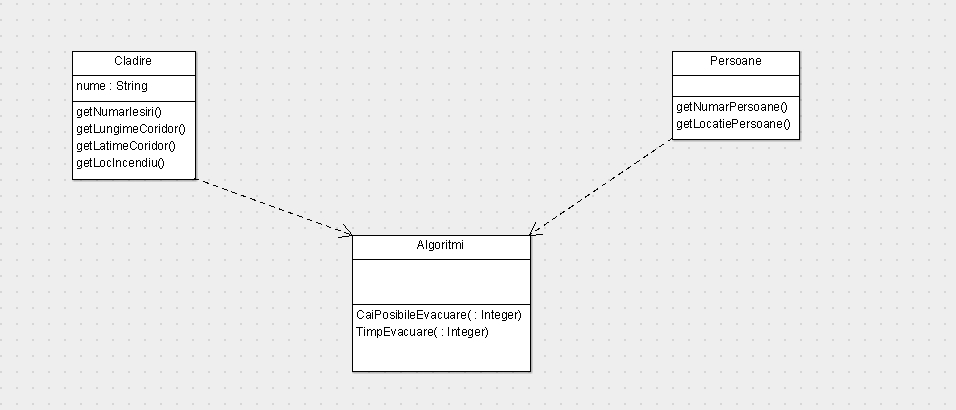 Cladire
nume : String
getNumarIesiri()
getLungimeCoridor()
getLatimeCoridor()
getLocIncendiu()
Persoane
getNumarPersoane()
getLocatiePersoane()
Algoritmi
CaiPosibileEvacuare( : Integer)
TimpEvacuare( : Integer)